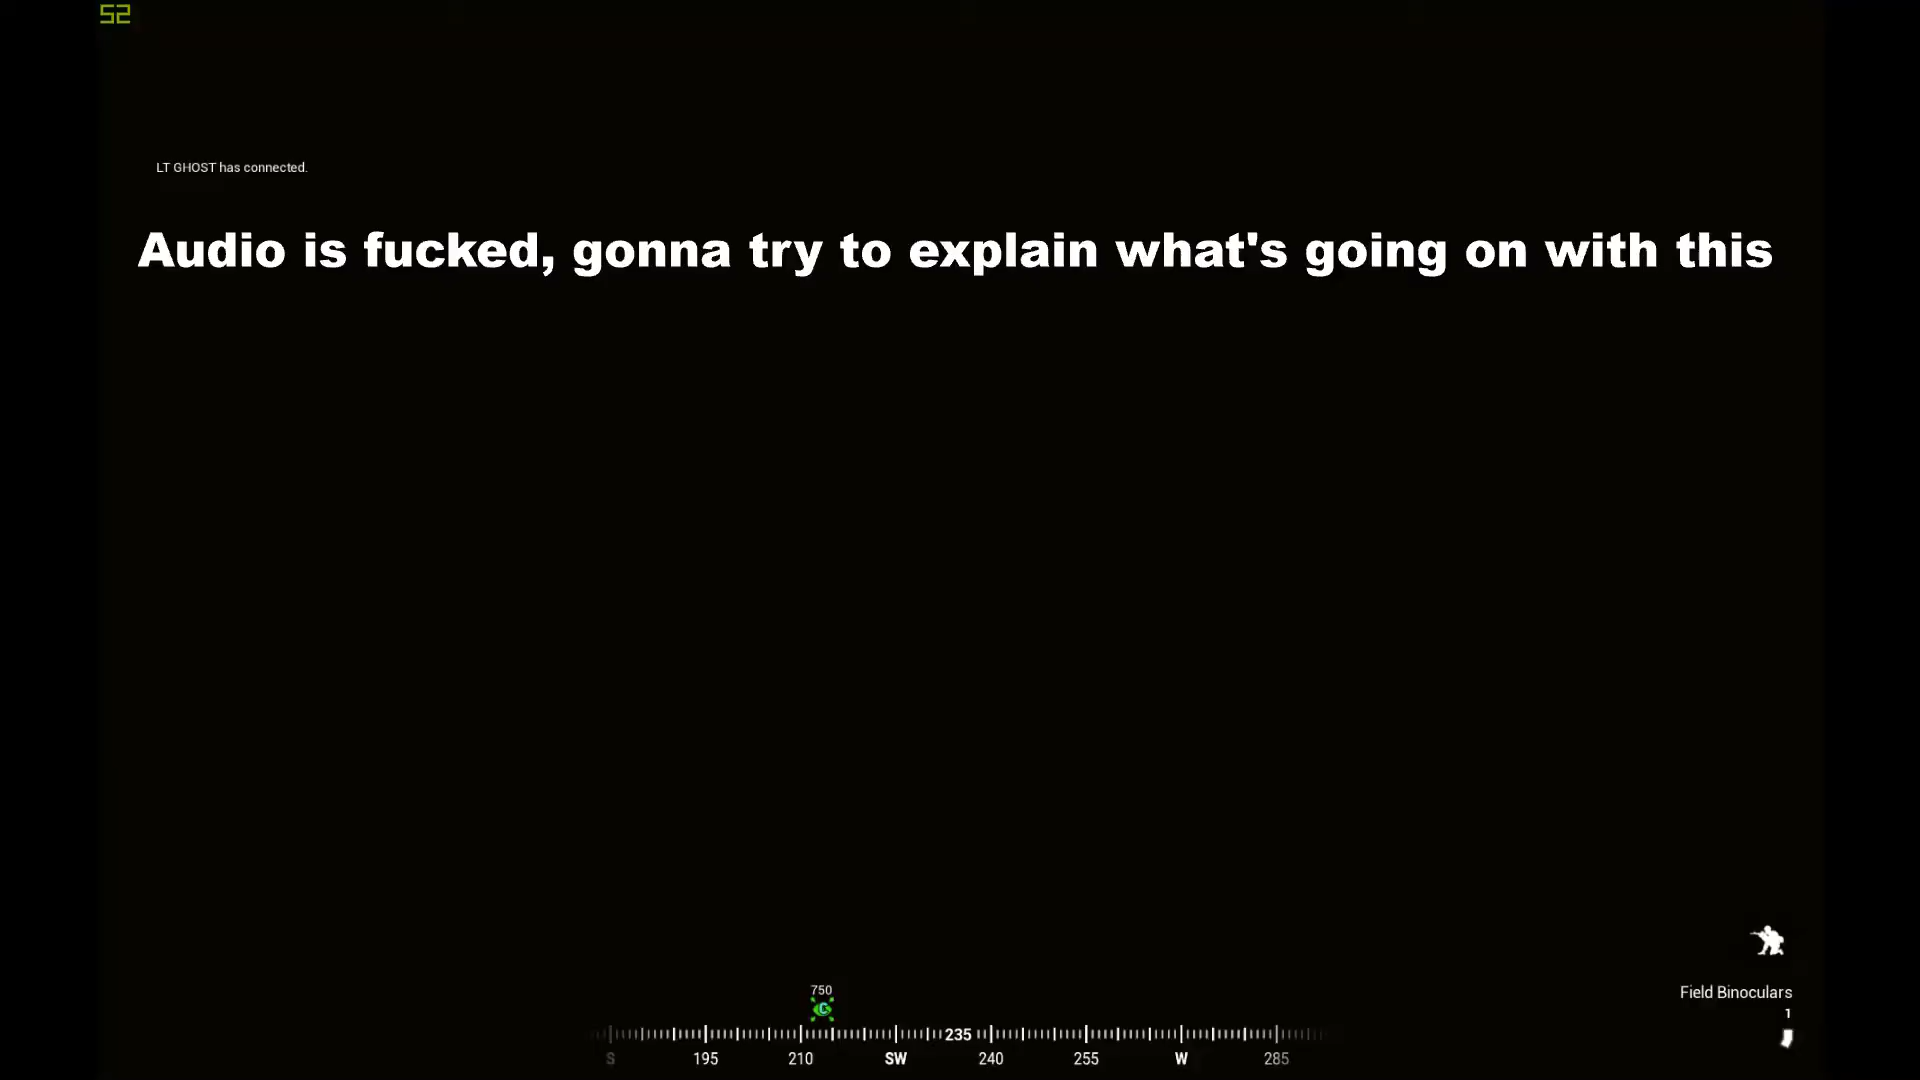 52
LT GHOST has connected.
Audio is fucked, gonna try to explain what's going on with this
Field Binoculars
1
750
235
S 195 210 SW 240 255 W 285